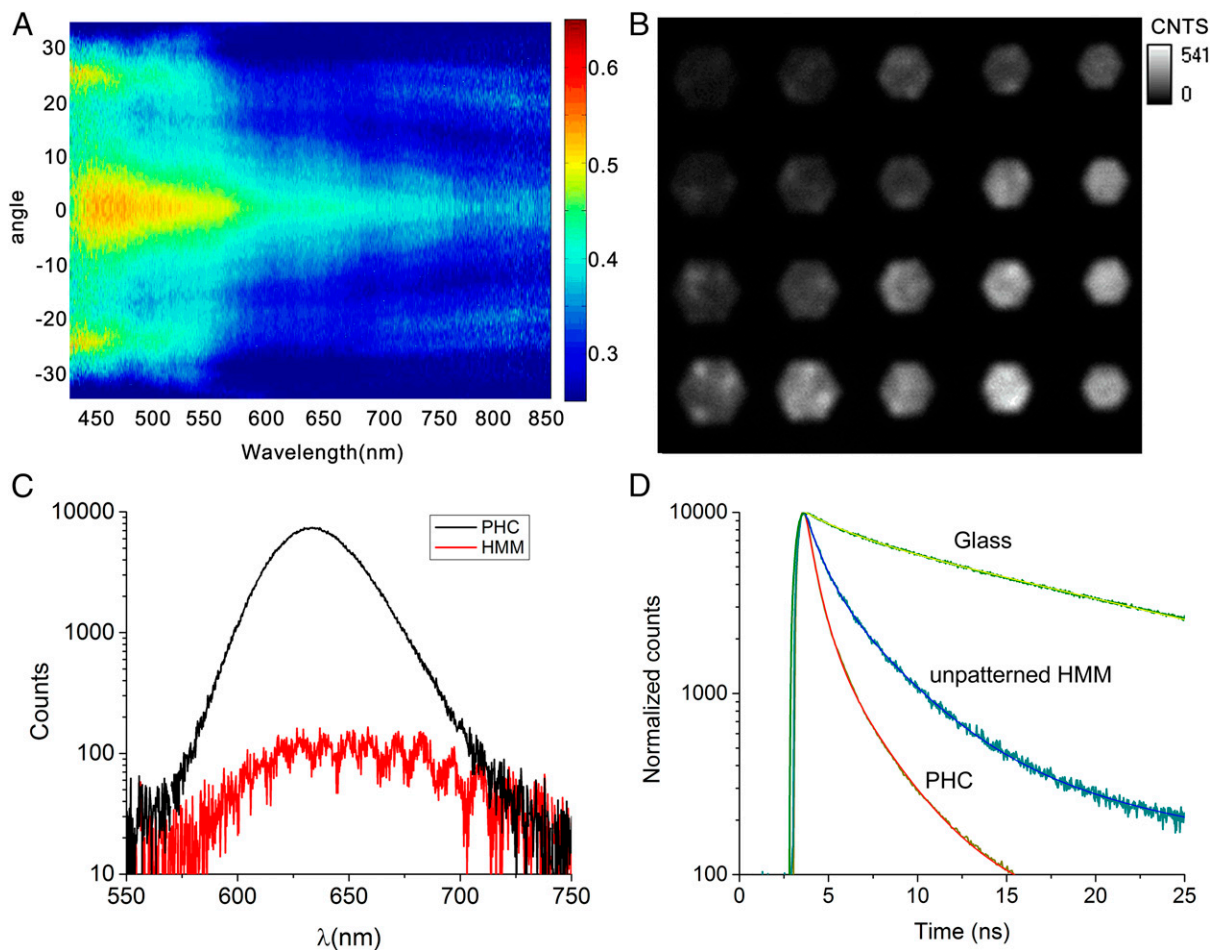 A
30
20
10
0
-10
-20
-30
angle
450 500 550 600 650 700 750 800 850
Wavelength(nm)
0.6
0.5
0.4
0.3
B
CNTS
541
0
C
10000
1000
100
10
Counts
PHC
HMM
550 600 650 700 750
λ(nm)
D
10000
1000
100
Normalized counts
Glass
unpatterned HMM
PHC
0 5 10 15 20 25
Time (ns)